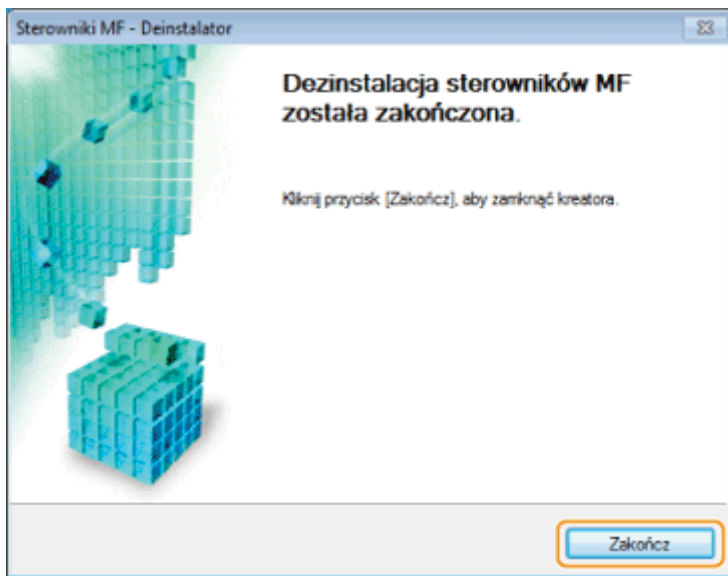 Sterowniki MF - Deinstalator
Dezinstalacja sterowników MF
została zakończona.
Kliknij przycisk [Zakończ], aby zamknąć kreatora.
Zakończ